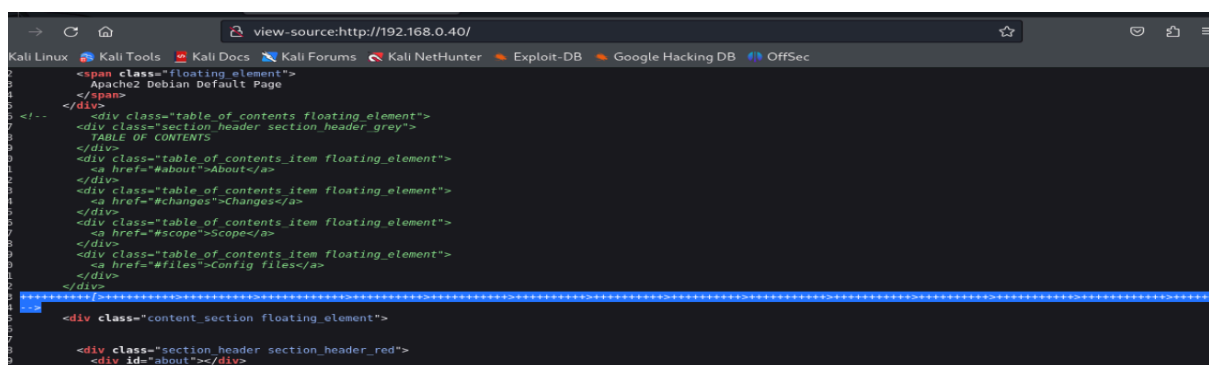 view-source:http://192.168.0.40/
Kali Linux Kali Tools Kali Docs Kali Forums Kali NetHunter Exploit-DB Google Hacking DB OffSec
<span class="floating_element">
Apache2 Debian Default Page
</span>
</div>
<!-- <div class="table_of_contents floating_element">
<div class="section_header section_header_grey">
TABLE OF CONTENTS
</div>
<div class="table_of_contents_item floating_element">
<a href="#about">About</a>
</div>
<div class="table_of_contents_item floating_element">
<a href="#changes">Changes</a>
</div>
<div class="table_of_contents_item floating_element">
<a href="#scope">Scope</a>
</div>
<div class="table_of_contents_item floating_element">
<a href="#files">Config files</a>
</div>
</div>
-->
<div class="content_section floating_element">
<div class="section_header section_header_red">
<div id="about"></div>